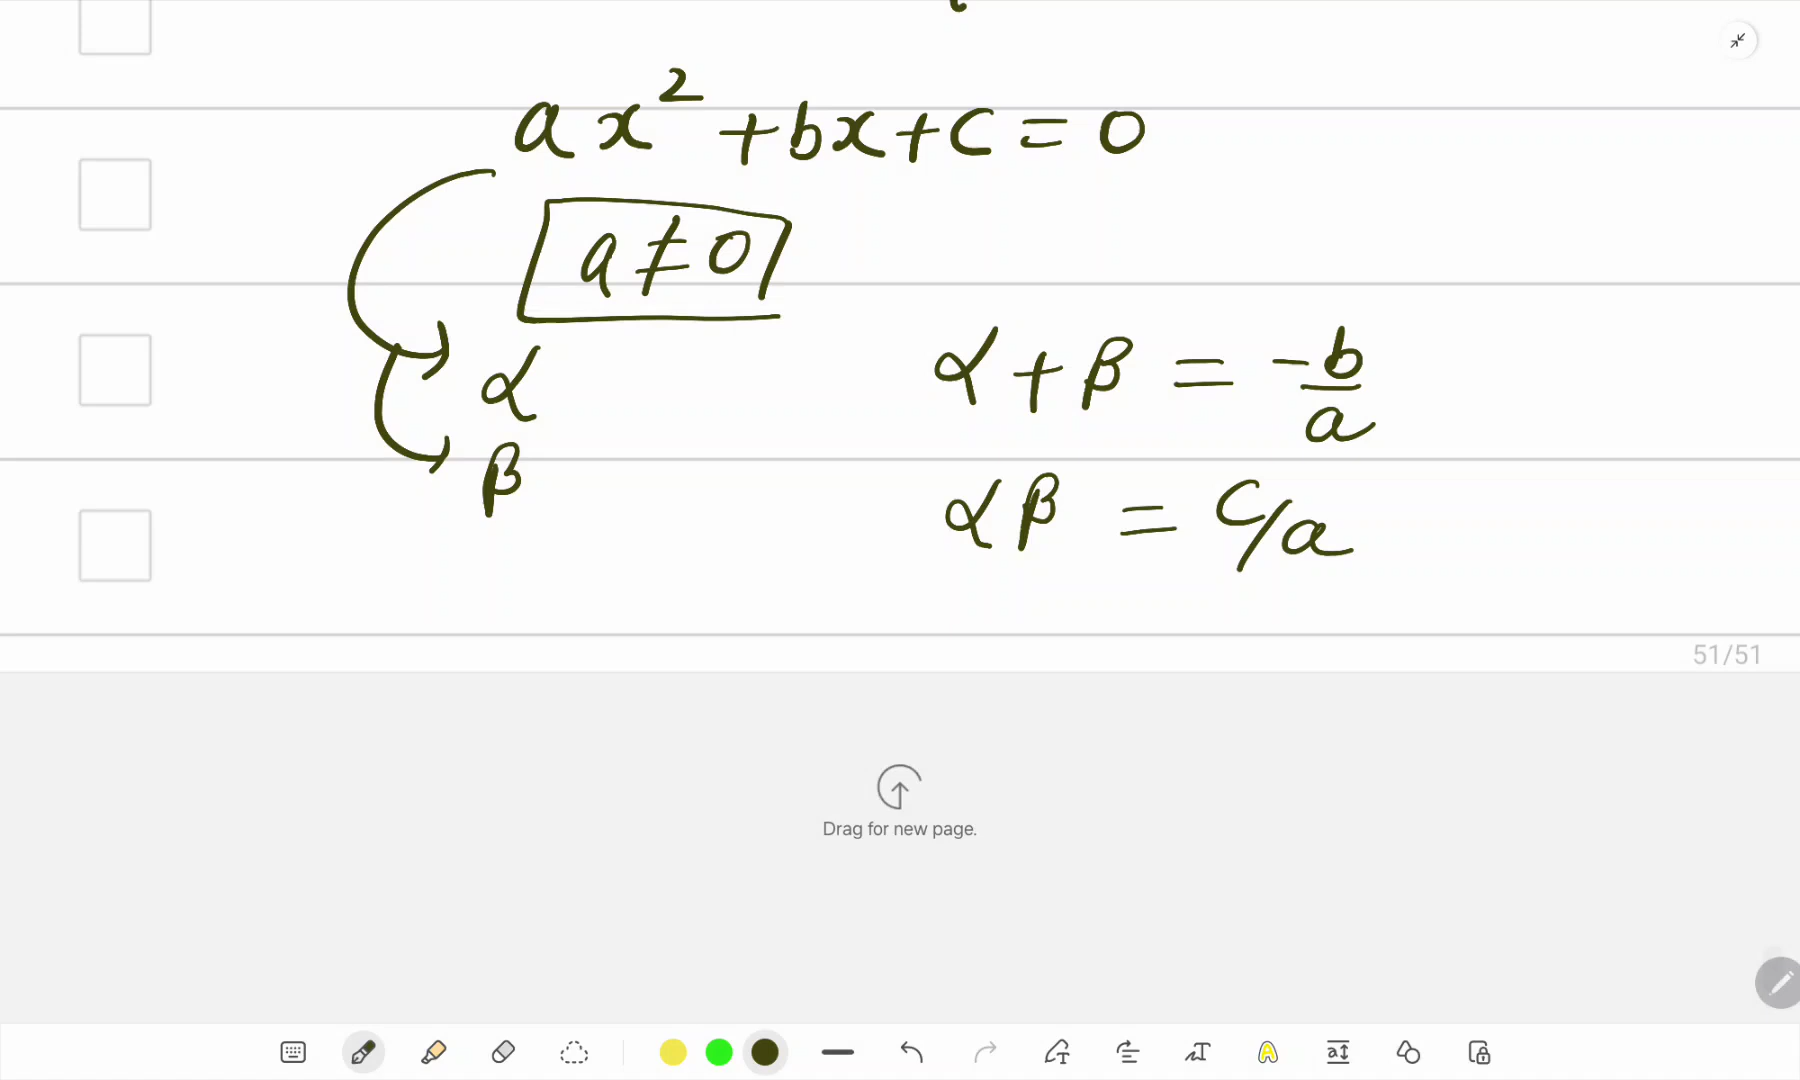 ax² + bx + c = 0
a ≠ 0
α
β
α + β = -b/a
αβ = c/a
51/51
Drag for new page.